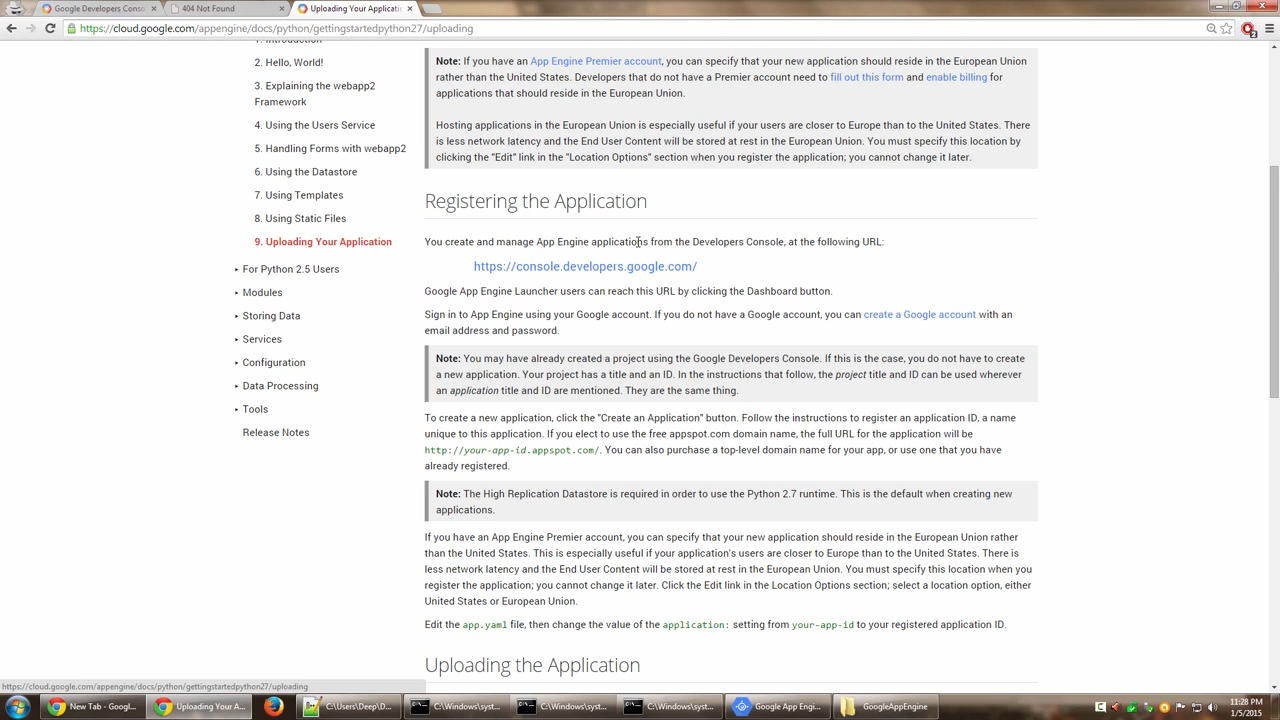 Google Developers Console
404 Not Found
Uploading Your Applicatio
https://cloud.google.com/appengine/docs/python/gettingstartedpython27/uploading
1. Introduction
2. Hello, World!
3. Explaining the webapp2
Framework
4. Using the Users Service
5. Handling Forms with webapp2
6. Using the Datastore
7. Using Templates
8. Using Static Files
9. Uploading Your Application
For Python 2.5 Users
Modules
Storing Data
Services
Configuration
Data Processing
Tools
Release Notes
Note: If you have an App Engine Premier account, you can specify that your new application should reside in the European Union
rather than the United States. Developers that do not have a Premier account need to fill out this form and enable billing for
applications that should reside in the European Union.
Hosting applications in the European Union is especially useful if your users are closer to Europe than to the United States. There
is less network latency and the End User Content will be stored at rest in the European Union. You must specify this location by
clicking the "Edit" link in the "Location Options" section when you register the application; you cannot change it later.
Registering the Application
You create and manage App Engine applications from the Developers Console, at the following URL:
https://console.developers.google.com/
Google App Engine Launcher users can reach this URL by clicking the Dashboard button.
Sign in to App Engine using your Google account. If you do not have a Google account, you can create a Google account with an
email address and password.
Note: You may have already created a project using the Google Developers Console. If this is the case, you do not have to create
a new application. Your project has a title and an ID. In the instructions that follow, the project title and ID can be used wherever
an application title and ID are mentioned. They are the same thing.
To create a new application, click the "Create an Application" button. Follow the instructions to register an application ID, a name
unique to this application. If you elect to use the free appspot.com domain name, the full URL for the application will be
http://your-app-id.appspot.com/. You can also purchase a top-level domain name for your app, or use one that you have
already registered.
Note: The High Replication Datastore is required in order to use the Python 2.7 runtime. This is the default when creating new
applications.
If you have an App Engine Premier account, you can specify that your new application should reside in the European Union rather
than the United States. This is especially useful if your application's users are closer to Europe than to the United States. There is
less network latency and the End User Content will be stored at rest in the European Union. You must specify this location when you
register the application; you cannot change it later. Click the Edit link in the Location Options section; select a location option, either
United States or European Union.
Edit the app.yaml file, then change the value of the application: setting from your-app-id to your registered application ID.
Uploading the Application
https://cloud.google.com/appengine/docs/python/gettingstartedpython27/uploading
New Tab - Googl...
Uploading Your A...
C:\Users\Deep\D...
C:\Windows\syst...
C:\Windows\syst...
C:\Windows\syst...
Google App Engi...
GoogleAppEngine
11:28 PM
1/5/2015